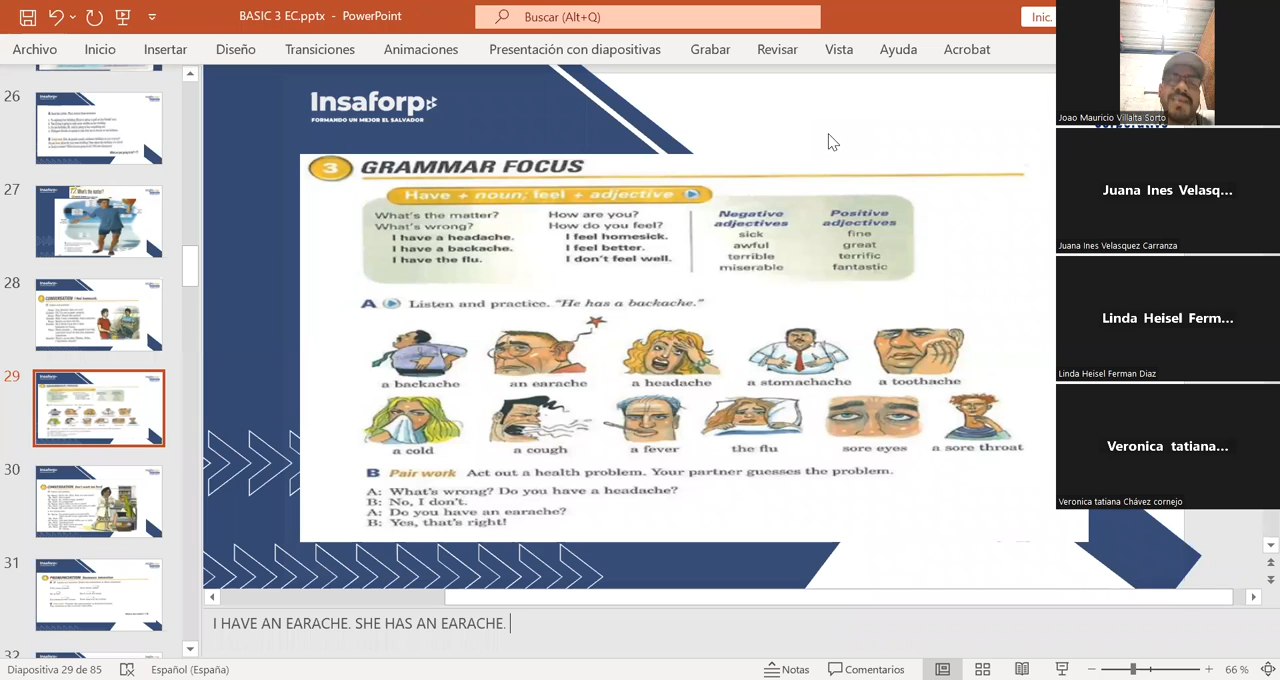 BASIC 3 EC.pptx - PowerPoint
Buscar (Alt+Q)
Inic.
Archivo Inicio Insertar Diseño Transiciones Animaciones Presentación con diapositivas Grabar Revisar Vista Ayuda Acrobat
26
27
28
29
30
31
32
Insaforp
FORMANDO UN MEJOR EL SALVADOR
3 GRAMMAR FOCUS
Have + noun; feel + adjective
What's the matter? How are you? Negative adjectives Positive adjectives
What's wrong? How do you feel?
I have a headache. I feel homesick. sick fine
I have a backache. I feel better. awful great
I have the flu. I don't feel well. terrible terrific
miserable fantastic
A Listen and practice. "He has a backache."
a backache an earache a headache a stomachache a toothache
a cold a cough a fever the flu sore eyes a sore throat
B Pair work Act out a health problem. Your partner guesses the problem.
A: What's wrong? Do you have a headache?
B: No, I don't.
A: Do you have an earache?
B: Yes, that's right!
Joao Mauricio Villalta Sorto
Juana Ines Velasq...
Juana Ines Velasquez Carranza
Linda Heisel Ferm...
Linda Heisel Ferman Diaz
Veronica tatiana...
Veronica tatiana Chávez cornejo
I HAVE AN EARACHE. SHE HAS AN EARACHE.
Diapositiva 29 de 85 Español (España) Notas Comentarios 66 %